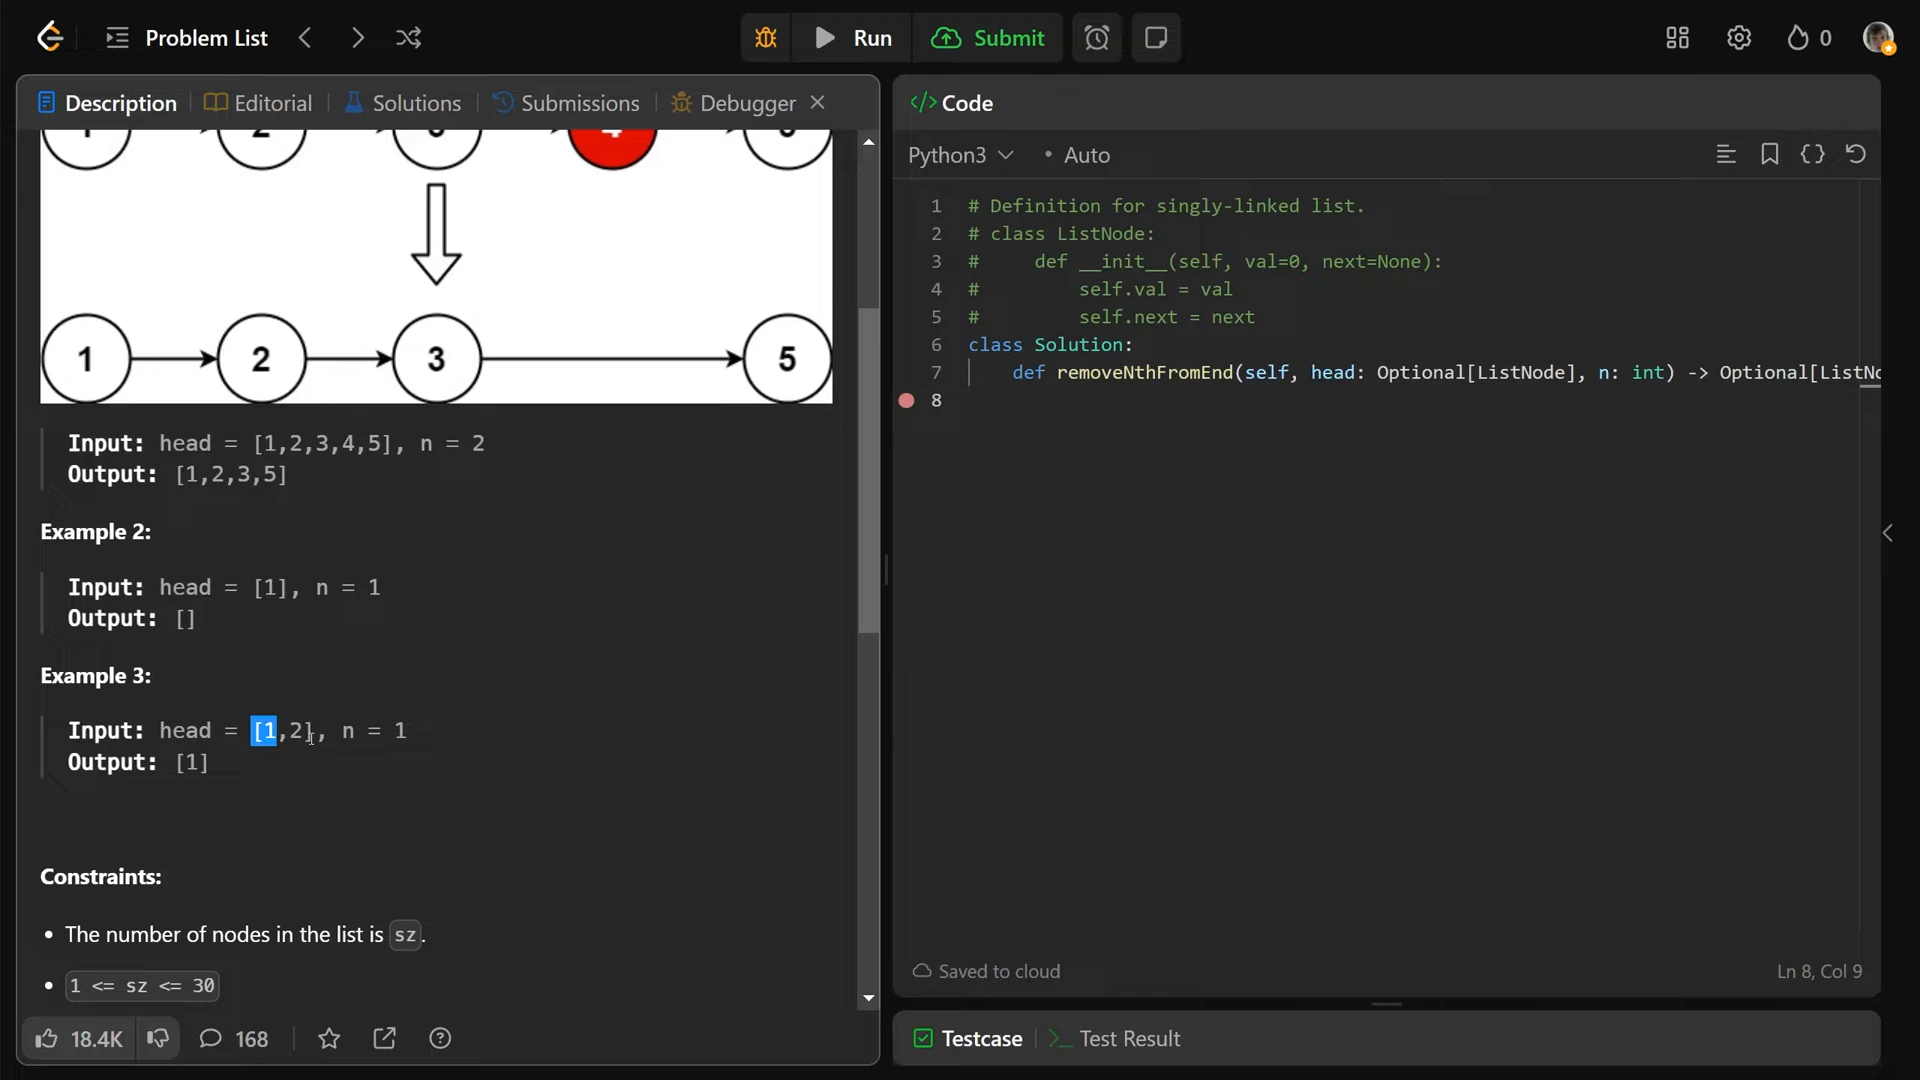 Problem List
Run
Submit
0
Description
Editorial
Solutions
Submissions
Debugger
1 2 3 5
Input: head = [1,2,3,4,5], n = 2
Output: [1,2,3,5]
Example 2:
Input: head = [1], n = 1
Output: []
Example 3:
Input: head = [1,2], n = 1
Output: [1]
Constraints:
• The number of nodes in the list is sz.
• 1 <= sz <= 30
18.4K
168
</> Code
Python3
• Auto
1 # Definition for singly-linked list.
2 # class ListNode:
3 #     def __init__(self, val=0, next=None):
4 #         self.val = val
5 #         self.next = next
6 class Solution:
7     def removeNthFromEnd(self, head: Optional[ListNode], n: int) -> Optional[ListNo
8
Saved to cloud
Ln 8, Col 9
Testcase
Test Result